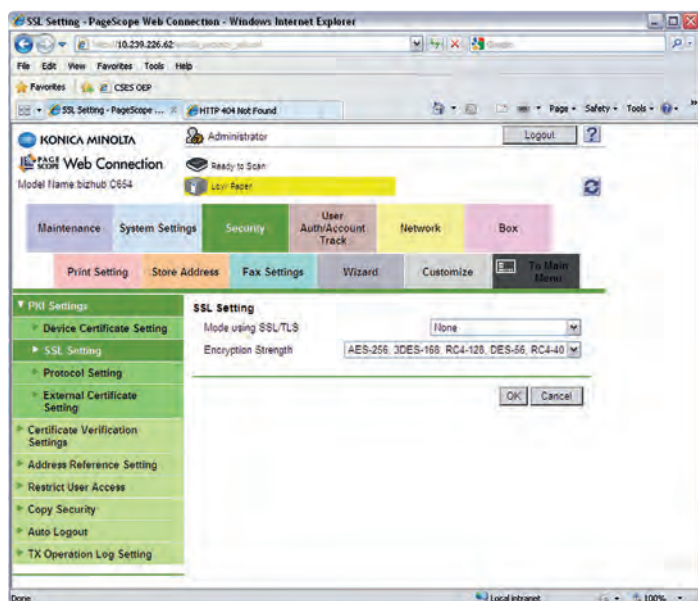 SSL Setting - PageScope Web Connection - Windows Internet Explorer
10.239.226.62
File Edit View Favorites Tools Help
Favorites CSES OEP
SSL Setting - PageScope ... HTTP 404 Not Found Page Safety Tools
KONICA MINOLTA Administrator Logout ?
PAGE SCOPE Web Connection Ready to Scan
Model Name:bizhub C654 Low Paper
Maintenance System Settings Security User Auth/Account Track Network Box
Print Setting Store Address Fax Settings Wizard Customize To Main Menu
PKI Settings
Device Certificate Setting
SSL Setting
Protocol Setting
External Certificate Setting
Certificate Verification Settings
Address Reference Setting
Restrict User Access
Copy Security
Auto Logout
TX Operation Log Setting
SSL Setting
Mode using SSL/TLS None
Encryption Strength AES-256, 3DES-168, RC4-128, DES-56, RC4-40
OK Cancel
Done Local intranet 100%